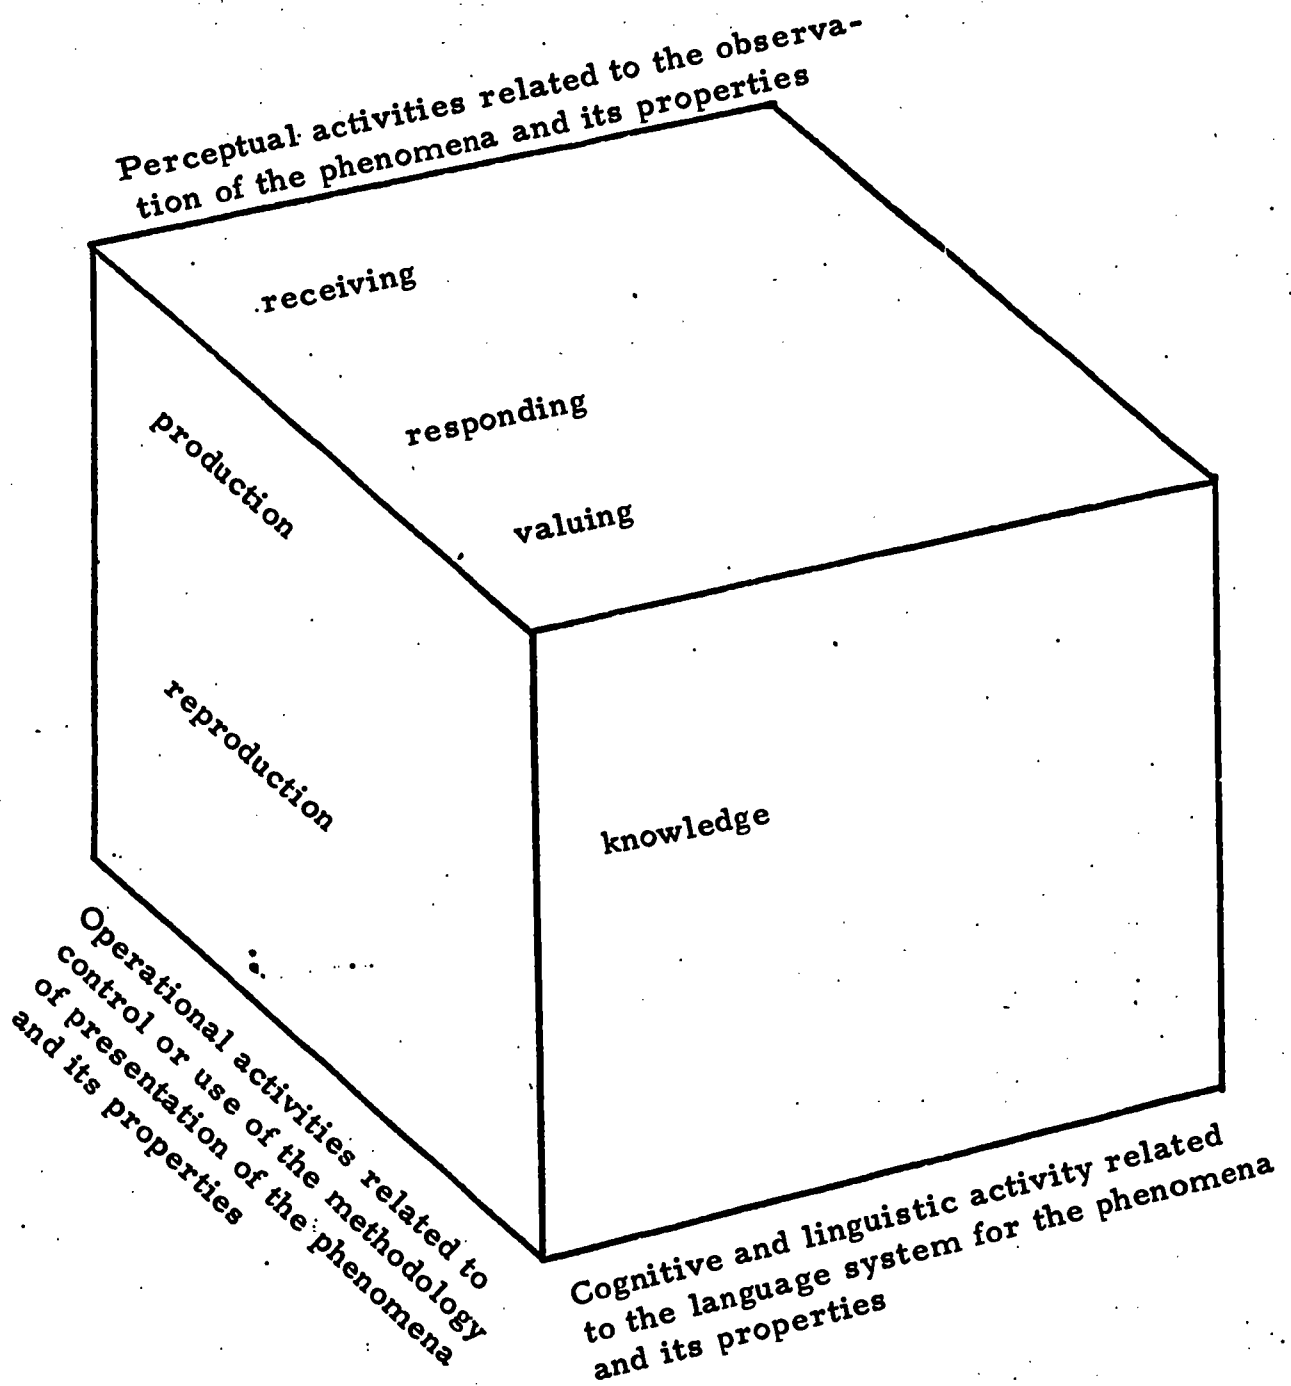 Perceptual activities related to the observa-
tion of the phenomena and its properties
receiving
responding
valuing
production
reproduction
knowledge
Operational activities related to
control or use of the methodology
of presentation of the phenomena
and its properties
Cognitive and linguistic activity related
to the language system for the phenomena
and its properties